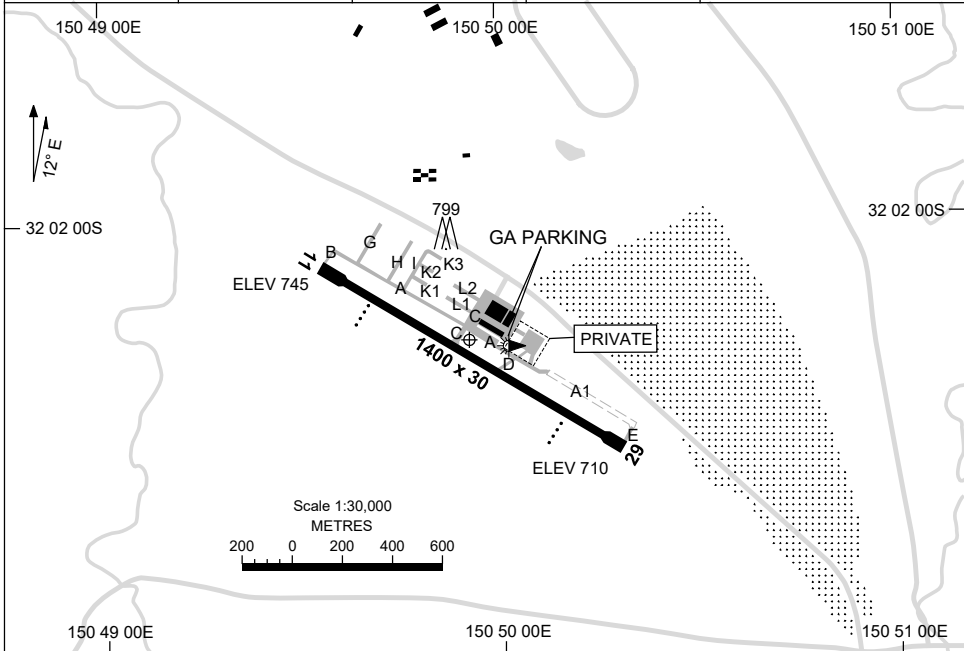 150 49 00E
150 50 00E
150 51 00E
12° E
32 02 00S
32 02 00S
799
GA PARKING
G
B
H
I
K3
K2
11
ELEV 745
A
K1
L2
L1
C
C
A
PRIVATE
1400 x 30
D
A1
E
29
ELEV 710
Scale 1:30,000
METRES
200 0 200 400 600
150 49 00E
150 50 00E
150 51 00E